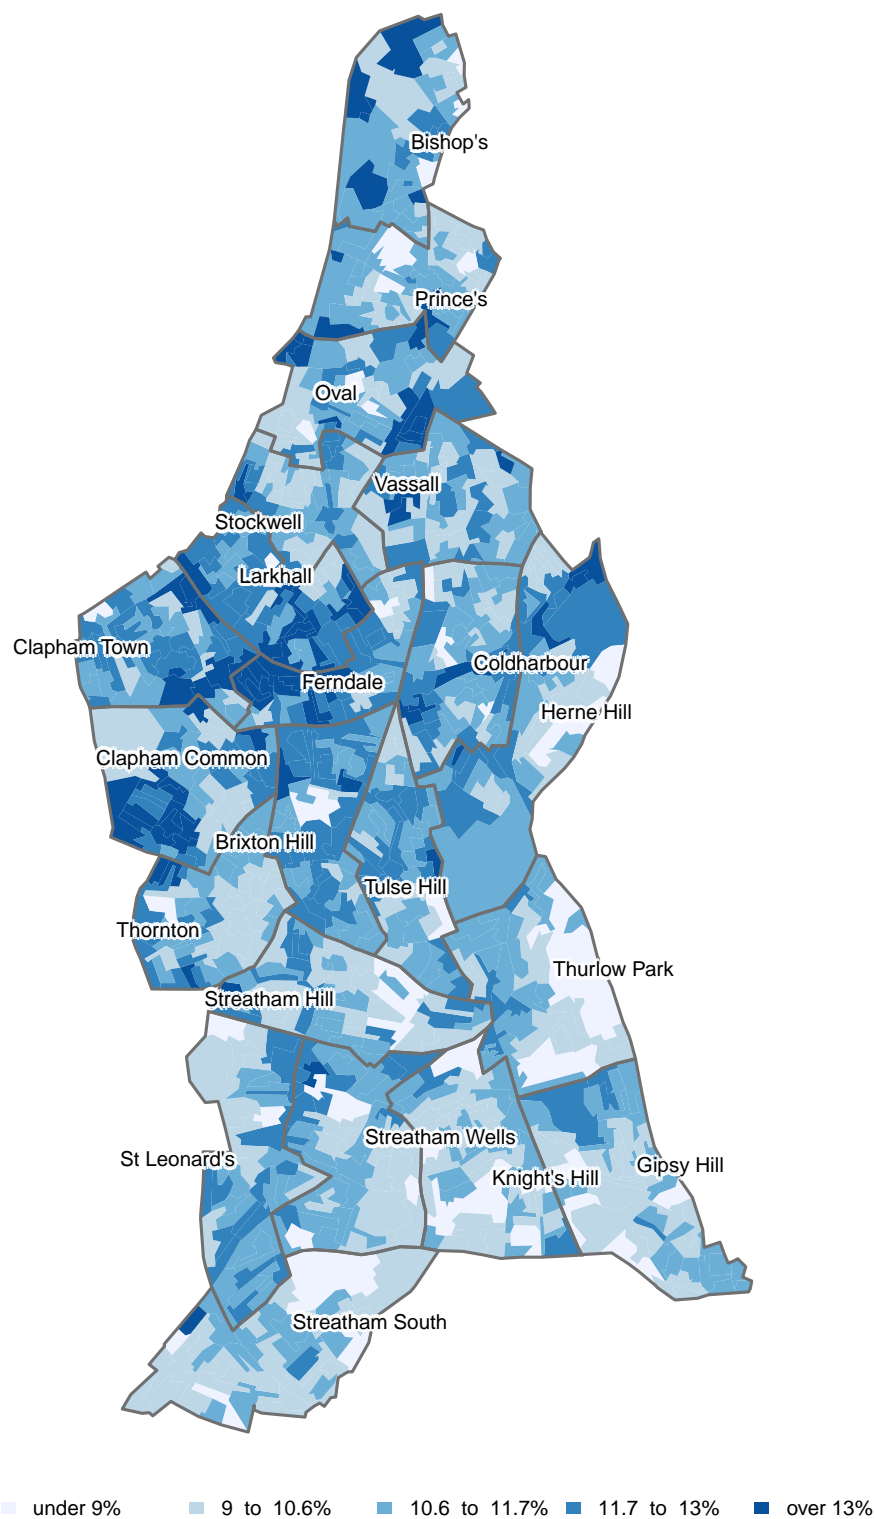 Bishop's
Prince's
Oval
Vassall
Stockwell
Larkhall
Clapham Town
Coldharbour
Ferndale
Herne Hill
Clapham Common
Brixton Hill
Tulse Hill
Thornton
Thurlow Park
Streatham Hill
Streatham Wells
St Leonard's
Gipsy Hill
Knight's Hill
Streatham South
under 9% 9 to 10.6% 10.6 to 11.7% 11.7 to 13% over 13%